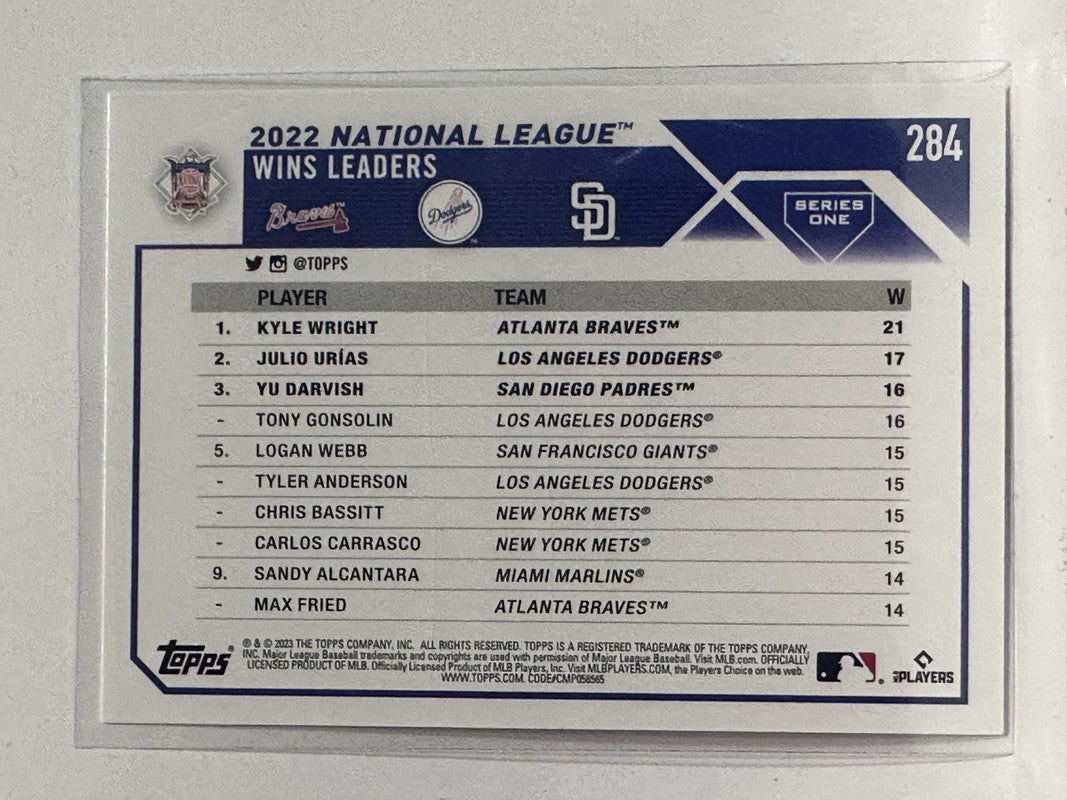 2022 NATIONAL LEAGUE™
WINS LEADERS
284
NATIONAL LEAGUE
Braves™
Dodgers™
SD™
SERIES
ONE
@TOPPS
PLAYER TEAM W
1. KYLE WRIGHT ATLANTA BRAVES™ 21
2. JULIO URÍAS LOS ANGELES DODGERS® 17
3. YU DARVISH SAN DIEGO PADRES™ 16
- TONY GONSOLIN LOS ANGELES DODGERS® 16
5. LOGAN WEBB SAN FRANCISCO GIANTS® 15
- TYLER ANDERSON LOS ANGELES DODGERS® 15
- CHRIS BASSITT NEW YORK METS® 15
- CARLOS CARRASCO NEW YORK METS® 15
9. SANDY ALCANTARA MIAMI MARLINS® 14
- MAX FRIED ATLANTA BRAVES™ 14
Topps®
® & © 2023 THE TOPPS COMPANY, INC. ALL RIGHTS RESERVED. TOPPS IS A REGISTERED TRADEMARK OF THE TOPPS COMPANY,
INC. Major League Baseball trademarks and copyrights are used with permission of Major League Baseball. Visit MLB.com. OFFICIALLY
LICENSED PRODUCT OF MLB. Officially Licensed Product of MLB Players, Inc. Visit MLBPLAYERS.COM, the Players Choice on the web.
WWW.TOPPS.COM. CODE#CMP058565
PLAYERS